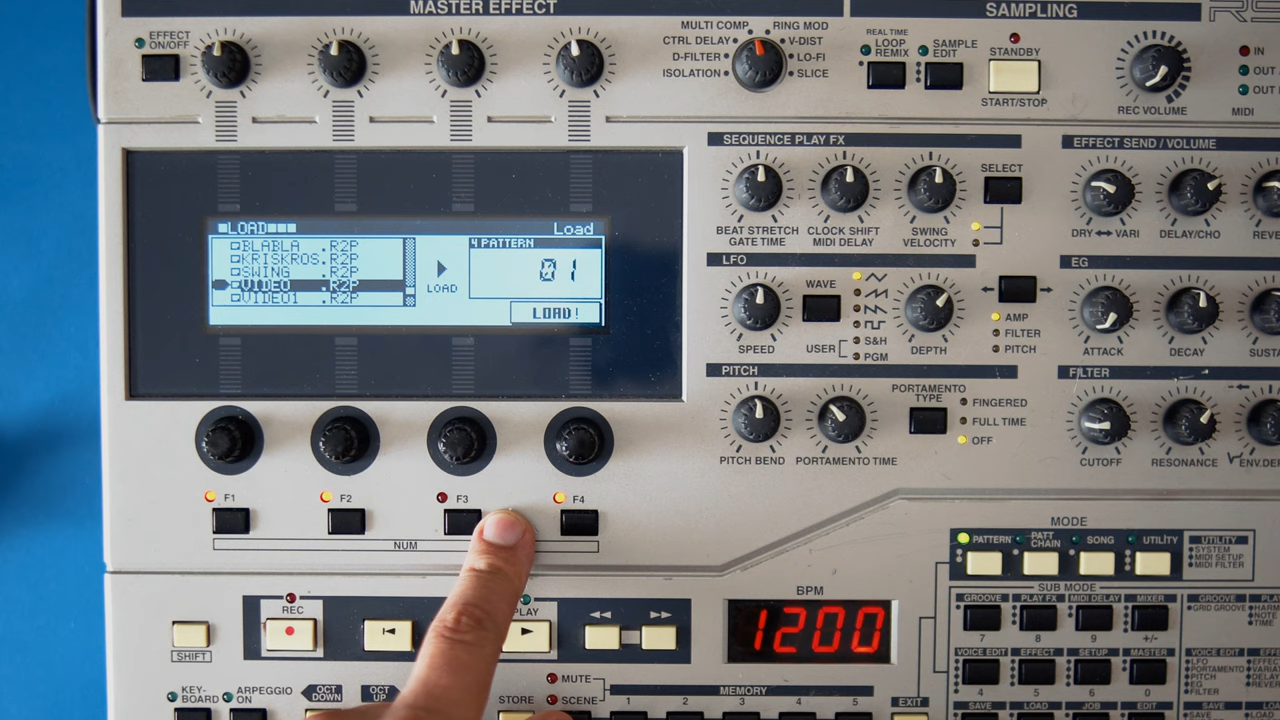 MASTER EFFECT
SAMPLING
EFFECT ON/OFF
MULTI COMP
RING MOD
CTRL DELAY
V-DIST
D-FILTER
LO-FI
ISOLATION
SLICE
REAL TIME
LOOP REMIX
SAMPLE EDIT
STANDBY
START/STOP
REC VOLUME
IN
OUT
OUT
MIDI
LOAD
Load
BLABLA .R2P
KRISKROS.R2P
SWING .R2P
VIDEO .R2P
VIDEO1 .R2P
LOAD
4 PATTERN
01
LOAD!
SEQUENCE PLAY FX
BEAT STRETCH
GATE TIME
CLOCK SHIFT
MIDI DELAY
SWING
VELOCITY
SELECT
EFFECT SEND / VOLUME
DRY ↔ VARI
DELAY/CHO
LFO
SPEED
WAVE
S&H
USER
PGM
DEPTH
AMP
FILTER
PITCH
EG
ATTACK
DECAY
PITCH
PITCH BEND
PORTAMENTO TIME
PORTAMENTO TYPE
FINGERED
FULL TIME
OFF
FILTER
CUTOFF
RESONANCE
F1
F2
F3
F4
NUM
REC
PLAY
SHIFT
BPM
1200
MODE
PATTERN
PATT CHAIN
SONG
UTILITY
UTILITY
SYSTEM
MIDI SETUP
MIDI FILTER
SUB MODE
GROOVE
PLAY FX
MIDI DELAY
MIXER
7
8
9
+/-
GROOVE
GRID GROOVE
NOTE
TIME
VOICE EDIT
EFFECT
SETUP
MASTER
4
5
6
0
VOICE EDIT
LFO
PORTAMENTO
PITCH
EG
FILTER
KEY-BOARD
ARPEGGIO ON
OCT DOWN
OCT UP
STORE
MUTE
SCENE
MEMORY
1
2
3
4
5
EXIT
SAVE
LOAD
JOB
EDIT